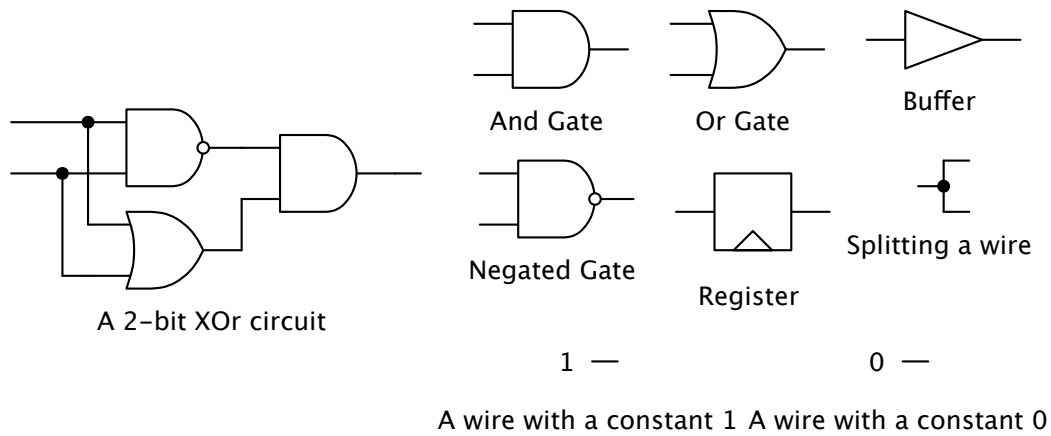 And Gate
Or Gate
Buffer
Negated Gate
Register
Splitting a wire
A 2-bit XOr circuit
1
0
A wire with a constant 1
A wire with a constant 0